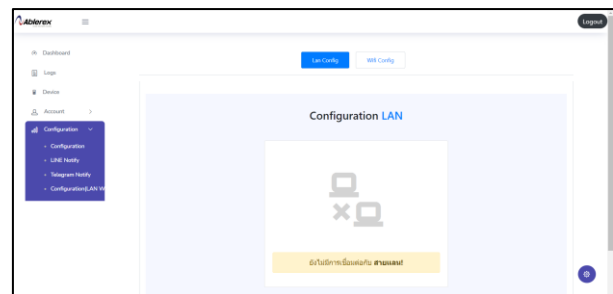 Ablerex
Logout
Dashboard
Logs
Device
Account
Configuration
Configuration
LINE Notify
Telegram Notify
Configuration(LAN W
Lan Config
Wifi Config
Configuration LAN
ยังไม่มีการเชื่อมต่อกับ สายแลน!